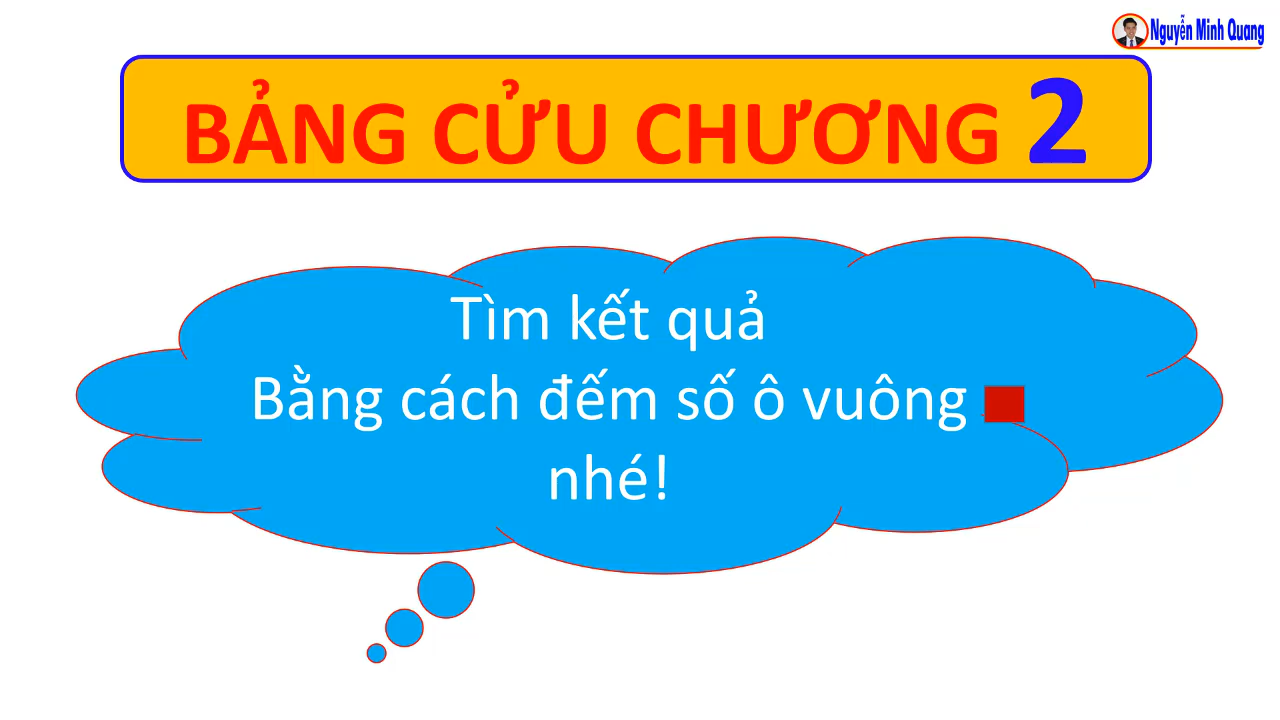 Nguyễn Minh Quang
BẢNG CỬU CHƯƠNG 2
Tìm kết quả
Bằng cách đếm số ô vuông
nhé!